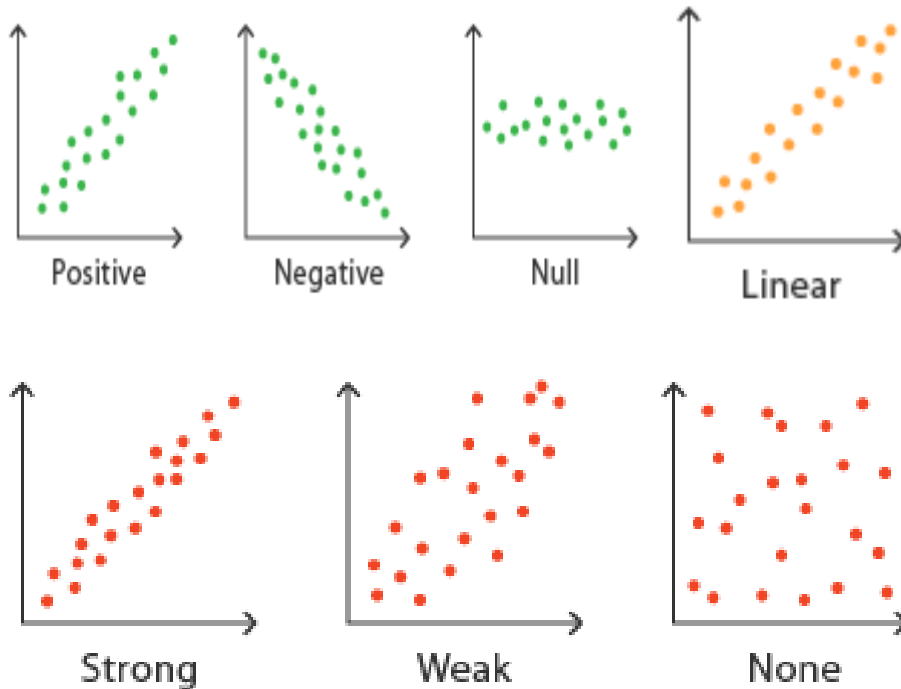 Positive
Negative
Null
Linear
Strong
Weak
None